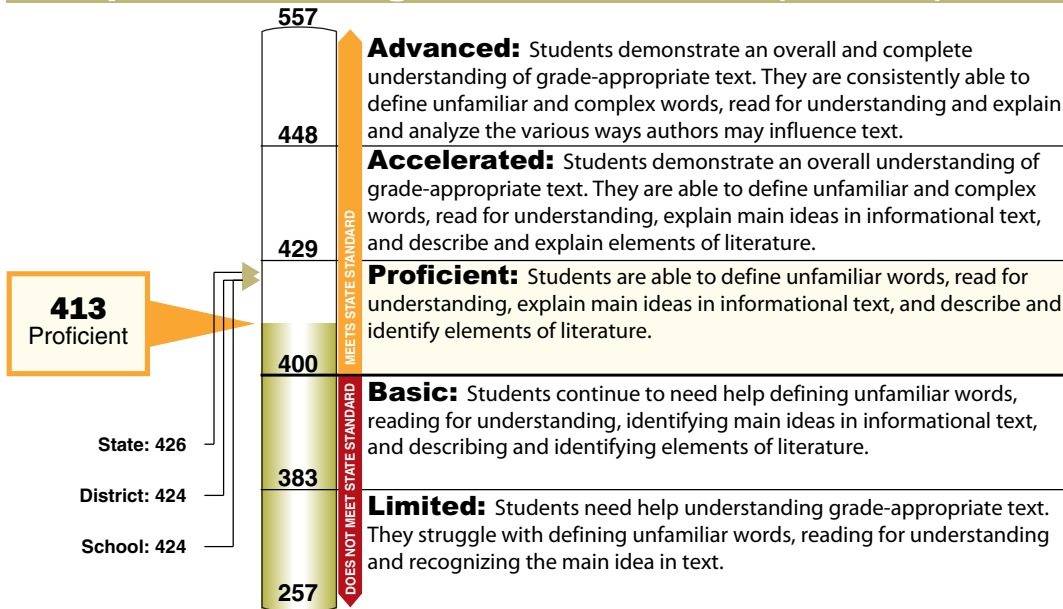 557
Advanced: Students demonstrate an overall and complete
understanding of grade-appropriate text. They are consistently able to
define unfamiliar and complex words, read for understanding and explain
and analyze the various ways authors may influence text.
448
Accelerated: Students demonstrate an overall understanding of
grade-appropriate text. They are able to define unfamiliar and complex
words, read for understanding, explain main ideas in informational text,
and describe and explain elements of literature.
429
Proficient: Students are able to define unfamiliar words, read for
understanding, explain main ideas in informational text, and describe and
identify elements of literature.
MEETS STATE STANDARD
413
Proficient
400
Basic: Students continue to need help defining unfamiliar words,
reading for understanding, identifying main ideas in informational text,
and describing and identifying elements of literature.
State: 426
383
District: 424
Limited: Students need help understanding grade-appropriate text.
They struggle with defining unfamiliar words, reading for understanding
and recognizing the main idea in text.
School: 424
DOES NOT MEET STATE STANDARD
257